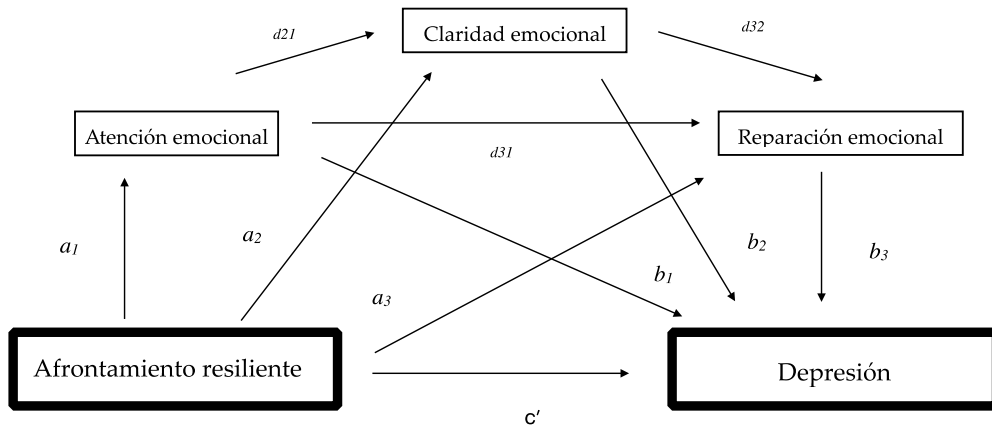 Claridad emocional
d21
d32
Atención emocional
Reparación emocional
d31
a1
a2
a3
b1
b2
b3
Afrontamiento resiliente
Depresión
c′